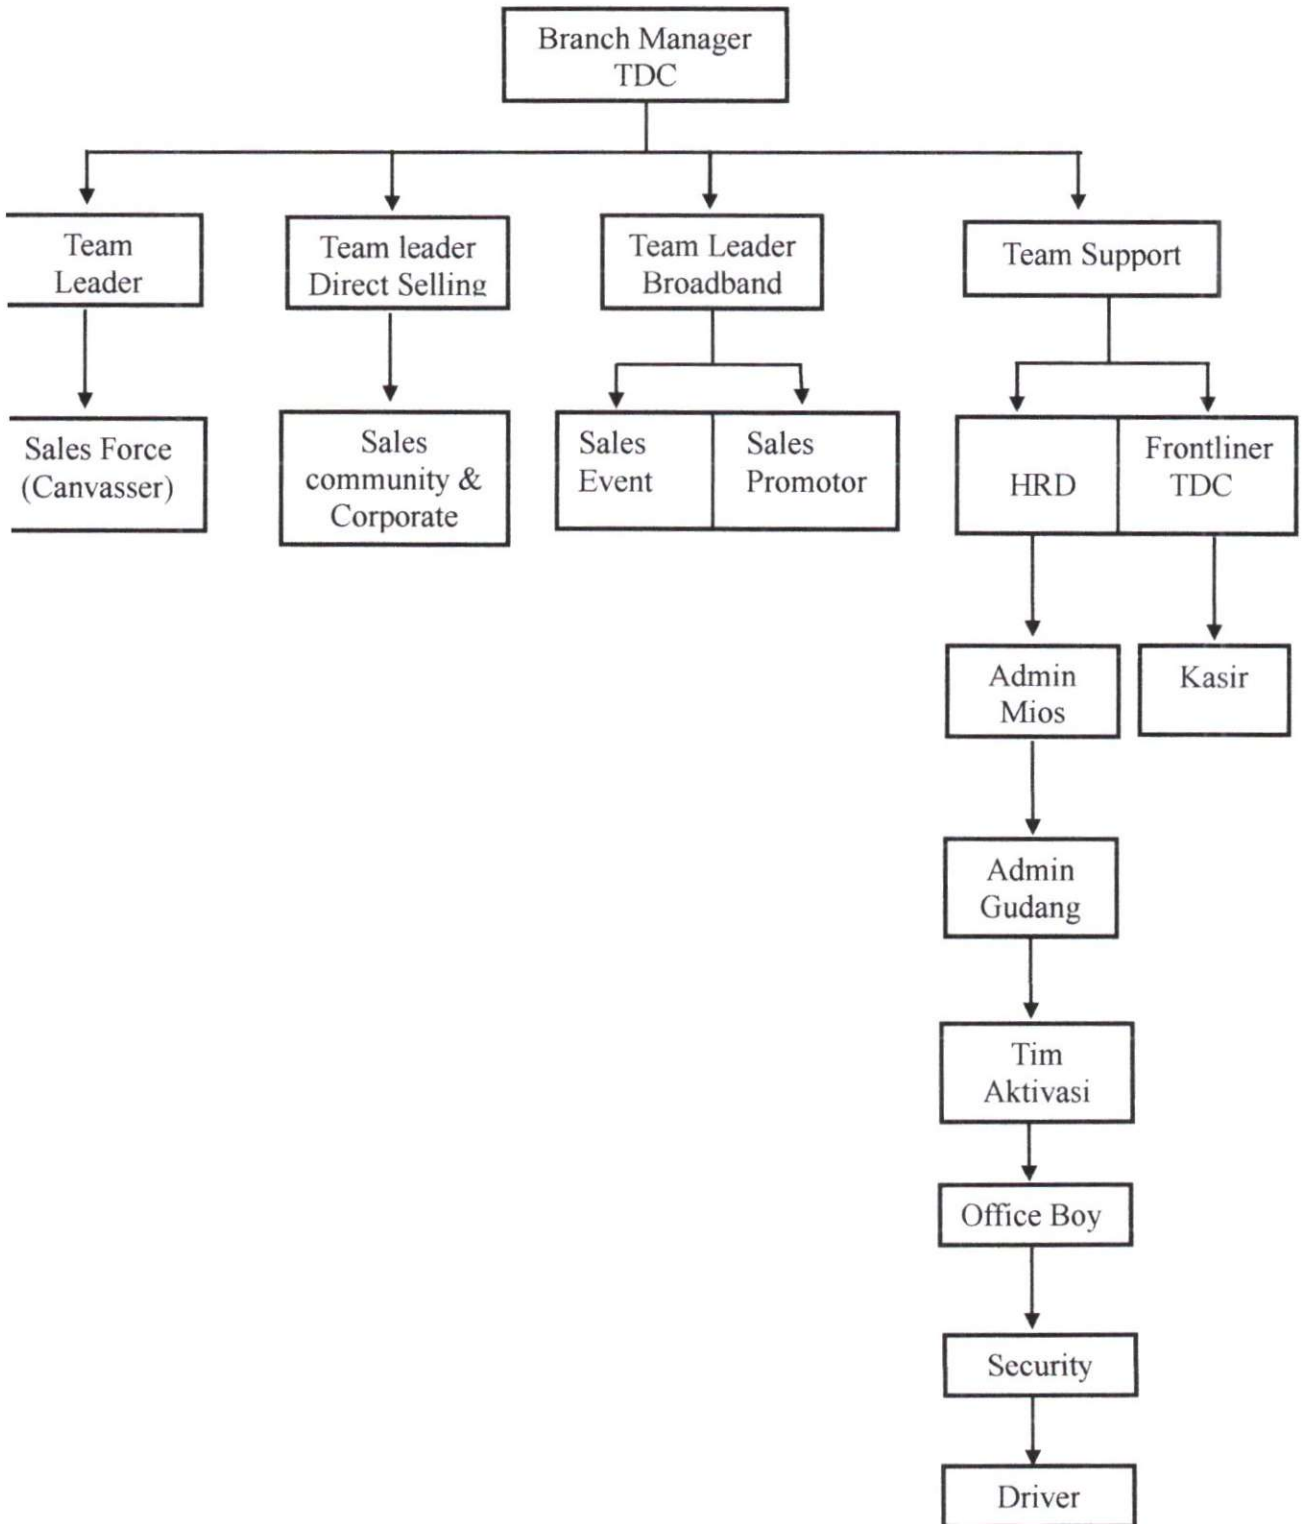 Branch Manager
TDC
Team
Leader
Team leader
Direct Selling
Team Leader
Broadband
Team Support
Sales Force
(Canvasser)
Sales
community &
Corporate
Sales
Event
Sales
Promotor
HRD
Frontliner
TDC
Admin
Mios
Kasir
Admin
Gudang
Tim
Aktivasi
Office Boy
Security
Driver